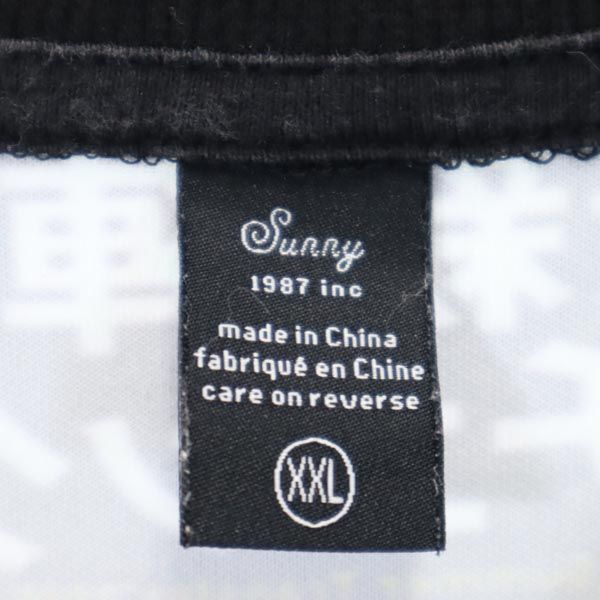 Sunny
1987 inc
made in China
fabriqué en Chine
care on reverse
XXL